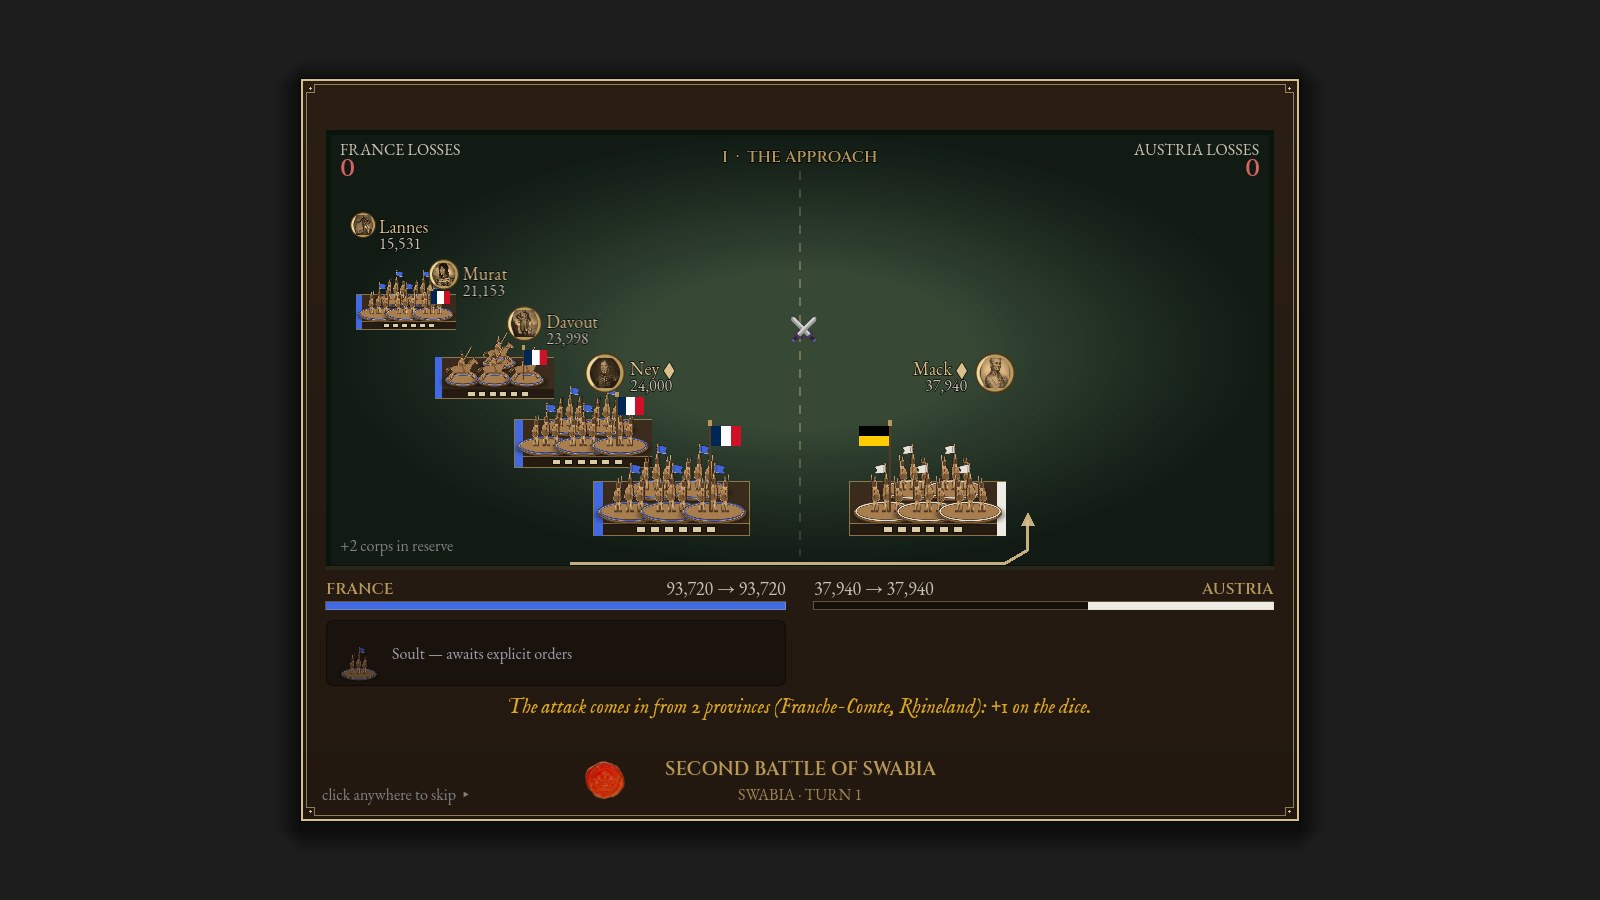 FRANCE LOSSES
0
I · THE APPROACH
AUSTRIA LOSSES
0
Lannes
15,531
Murat
21,153
Davout
23,998
Ney
24,000
Mack
37,940
+2 corps in reserve
FRANCE
93,720 → 93,720
37,940 → 37,940
AUSTRIA
Soult — awaits explicit orders
The attack comes in from 2 provinces (Franche-Comte, Rhineland): +1 on the dice.
SECOND BATTLE OF SWABIA
SWABIA · TURN 1
click anywhere to skip ▸